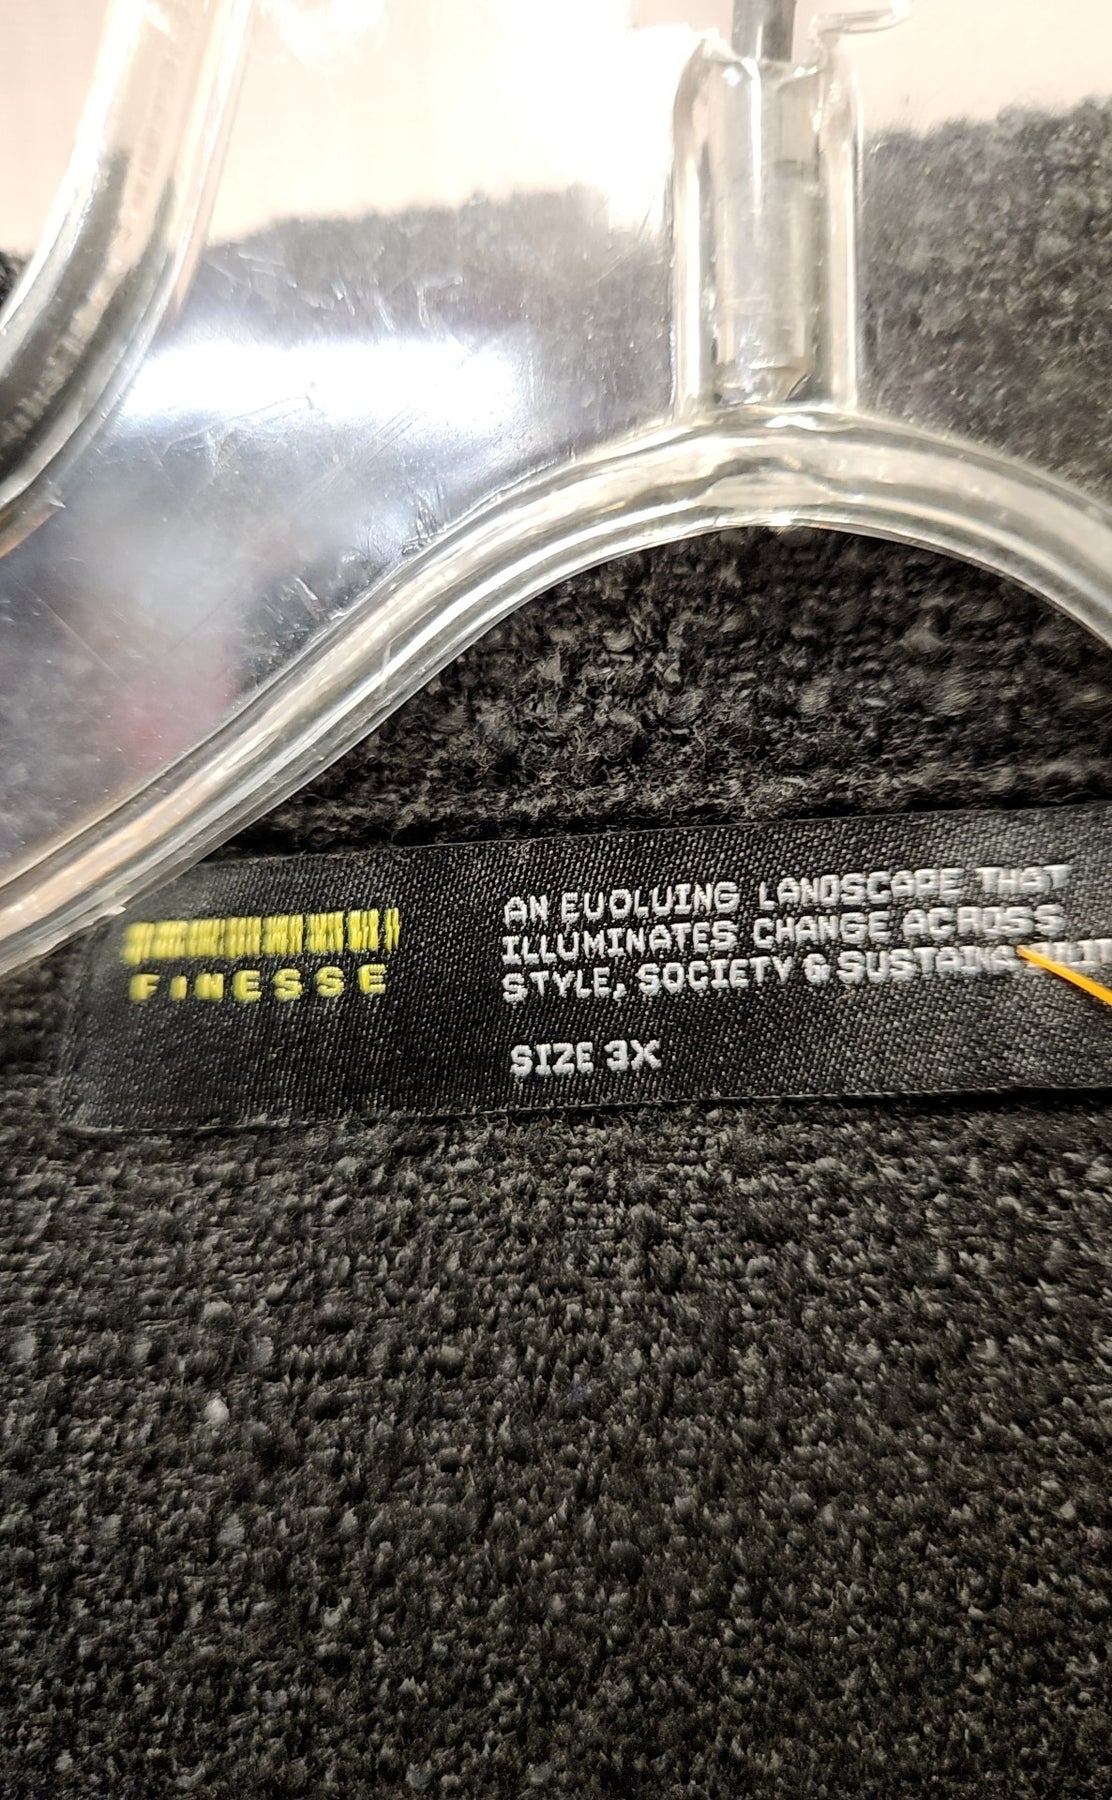 FINESSE
AN EVOLVING LANDSCAPE THAT
ILLUMINATES CHANGE ACROSS
STYLE, SOCIETY & 
SIZE 3X